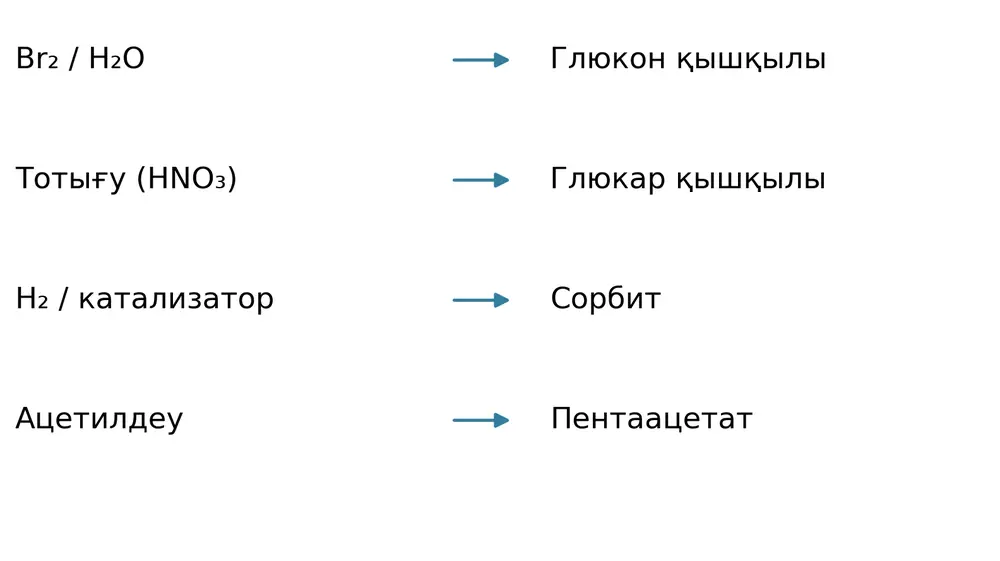 Br₂ / H₂O → Глюкон қышқылы
Тотығу (HNO₃) → Глюкар қышқылы
H₂ / катализатор → Сорбит
Ацетилдеу → Пентаацетат